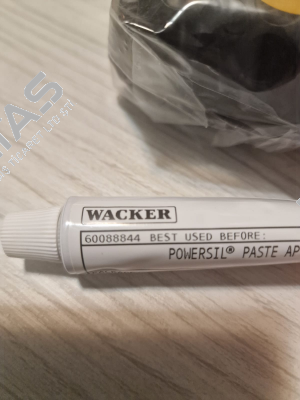 WACKER
60088844 BEST USED BEFORE:
POWERSIL® PASTE AP